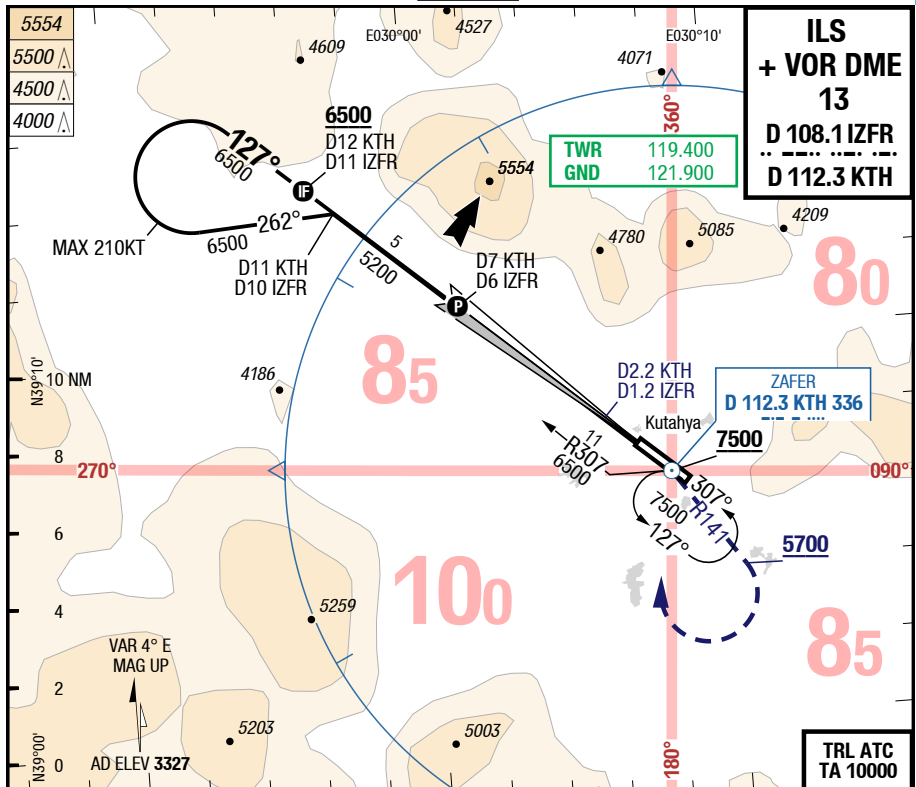 5554
5500
4500
4000
4609
E030°00'
4527
E030°10'
4071
360°
ILS
+ VOR DME
13
D 108.1 IZFR
D 112.3 KTH
6500
D12 KTH
D11 IZFR
127°
6500
IF
TWR 119.400
GND 121.900
5554
MAX 210KT
6500
262°
D11 KTH
D10 IZFR
5
5200
D7 KTH
D6 IZFR
P
4780
5085
4209
80
N39°10'
10 NM
4186
85
D2.2 KTH
D1.2 IZFR
ZAFER
D 112.3 KTH 336
Kutahya
7500
8
270°
11
R307
6500
090°
307°
7500
R141
127°
6
5700
4
5259
100
85
VAR 4° E
MAG UP
2
5203
5003
AD ELEV 3327
N39°00'
0
180°
TRL ATC
TA 10000